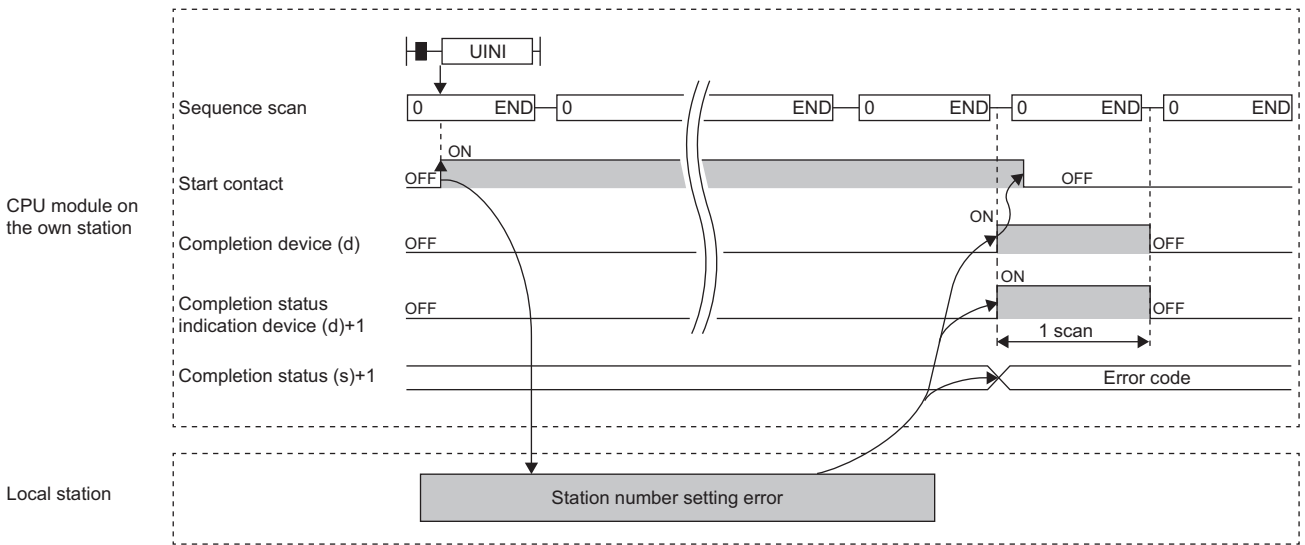 UINI
Sequence scan 0 END 0 END 0 END 0 END 0 END
ON
Start contact OFF OFF
CPU module on
the own station
ON
Completion device (d) OFF OFF
ON
Completion status
indication device (d)+1 OFF OFF
1 scan
Completion status (s)+1 Error code
Local station Station number setting error